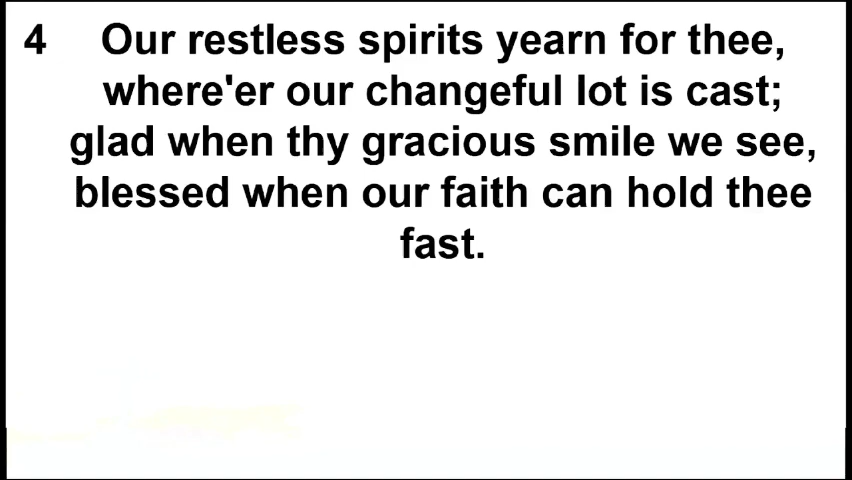 4 Our restless spirits yearn for thee,
where'er our changeful lot is cast;
glad when thy gracious smile we see,
blessed when our faith can hold thee
fast.